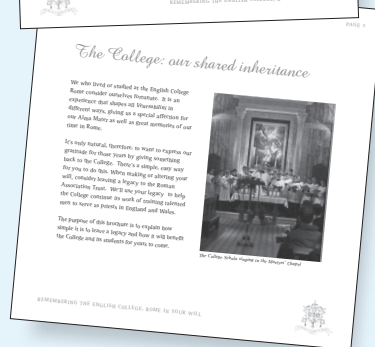 REMEMBERING THE ENGLISH COLLEGE
PAGE
The College: our shared inheritance
We who lived or studied at the English College
Rome consider ourselves fortunate. It is an
experience that shapes all Venerabilini in
different ways, giving us a special affection for
our Alma Mater as well as great memories of our
time in Rome.
It's only natural, therefore, to want to express our
gratitude for those years by giving something
back to the College. There's a simple, easy way
for you to do this. When making or altering your
will, consider leaving a legacy to the Roman
Association Trust. We'll use your legacy to help
the College continue its work of training talented
men to serve as priests in England and Wales.
The purpose of this brochure is to explain how
simple it is to leave a legacy and how it will benefit
the College and its students for years to come.
The College Schola singing in the Martyrs' Chapel
REMEMBERING THE ENGLISH COLLEGE, ROME IN YOUR WILL